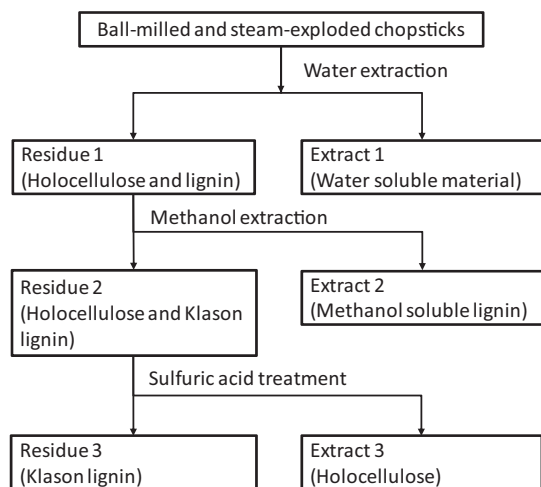 Ball-milled and steam-exploded chopsticks
Water extraction
Residue 1
(Holocellulose and lignin)
Extract 1
(Water soluble material)
Methanol extraction
Residue 2
(Holocellulose and Klason
lignin)
Extract 2
(Methanol soluble lignin)
Sulfuric acid treatment
Residue 3
(Klason lignin)
Extract 3
(Holocellulose)